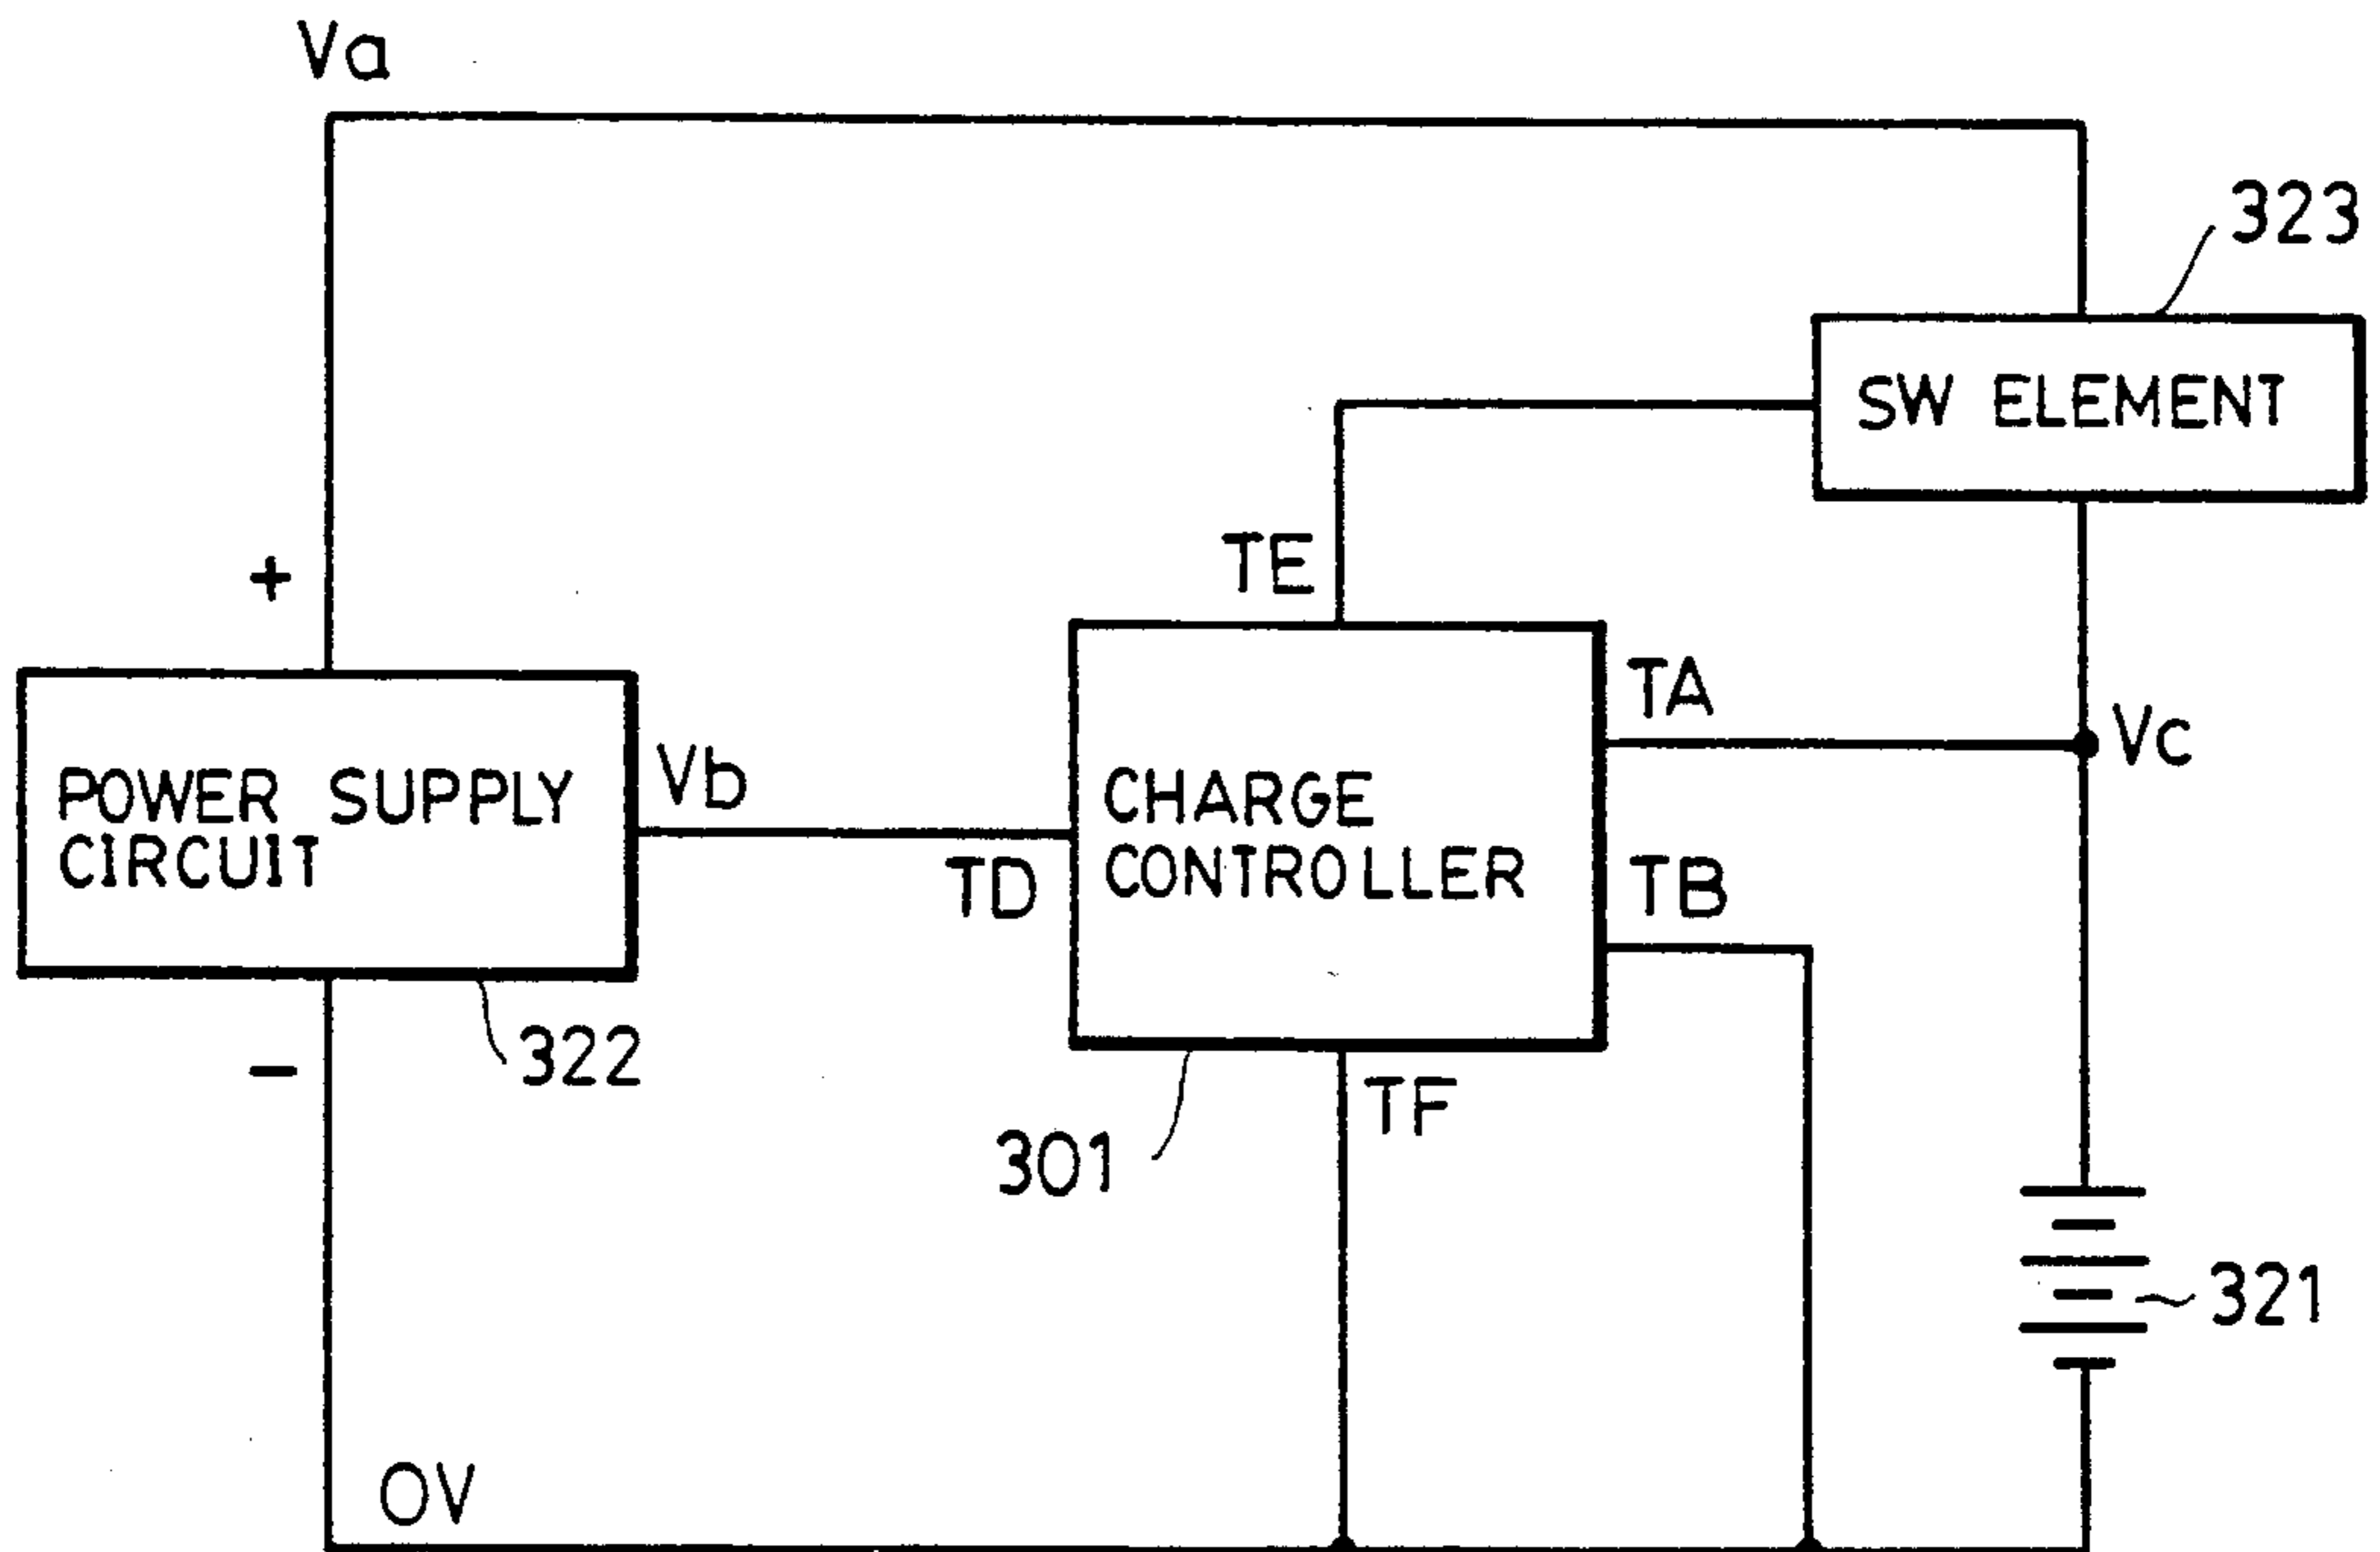 Va
323
SW ELEMENT
TE
+
TA
Vc
Vb
POWER SUPPLY
CIRCUIT
CHARGE
CONTROLLER
TD
TB
322
−
TF
301
321
0V